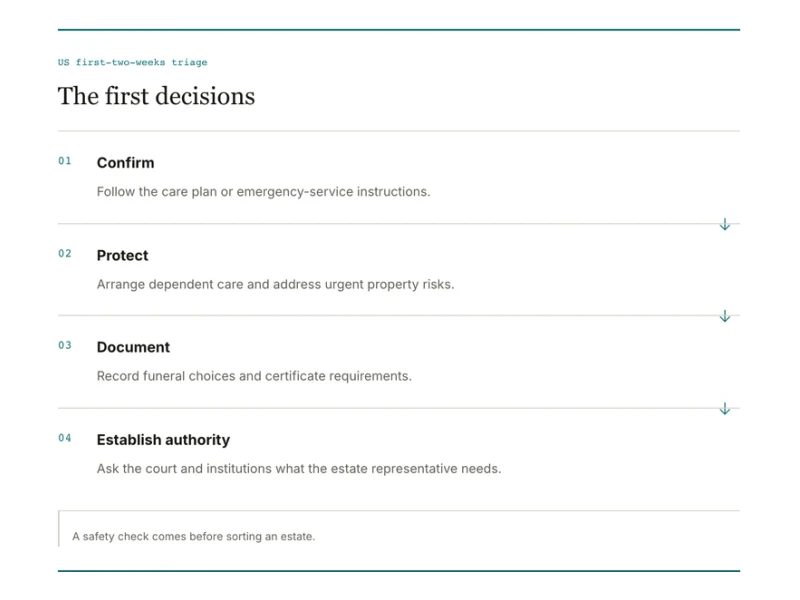 US first-two-weeks triage
The first decisions
01
Confirm
Follow the care plan or emergency-service instructions.
02
Protect
Arrange dependent care and address urgent property risks.
03
Document
Record funeral choices and certificate requirements.
04
Establish authority
Ask the court and institutions what the estate representative needs.
A safety check comes before sorting an estate.